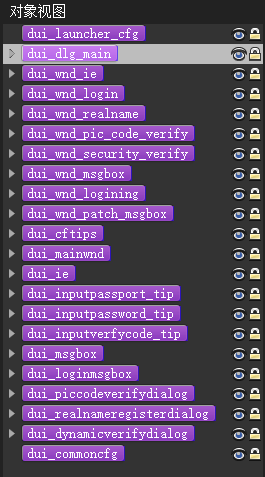 对象视图
dui_launcher_cfg
dui_dlg_main
dui_wnd_ie
dui_wnd_login
dui_wnd_realname
dui_wnd_pic_code_verify
dui_wnd_security_verify
dui_wnd_msgbox
dui_wnd_logining
dui_wnd_patch_msgbox
dui_cftips
dui_mainwnd
dui_ie
dui_inputpassport_tip
dui_inputpassword_tip
dui_inputverfycode_tip
dui_msgbox
dui_loginmsgbox
dui_piccodeverifydialog
dui_realnameregisterdialog
dui_dynamicverifydialog
dui_commoncfg